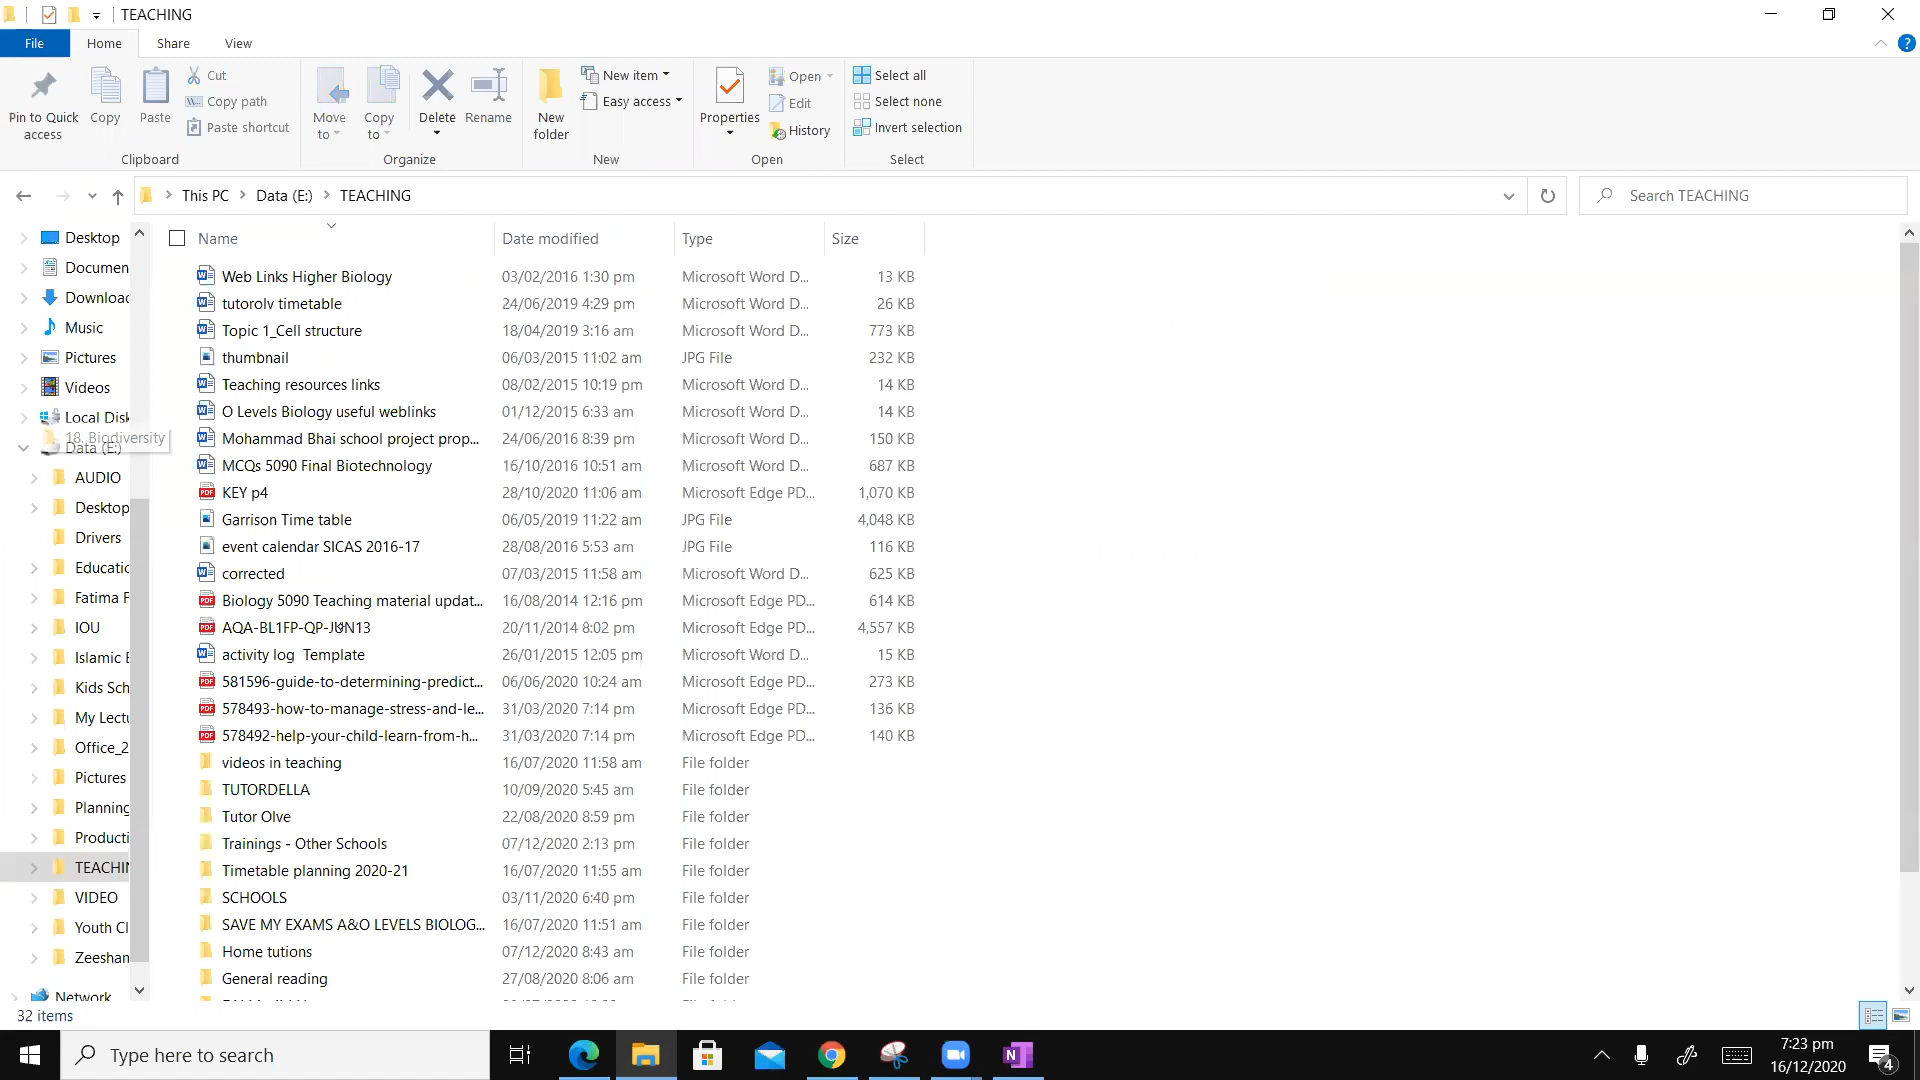 TEACHING
File Home Share View
Pin to Quick access
Copy
Paste
Cut
Copy path
Paste shortcut
Clipboard
Move to
Copy to
Delete
Rename
Organize
New folder
New item
Easy access
New
Properties
Open
Edit
History
Open
Select all
Select none
Invert selection
Select
This PC Data (E:) TEACHING
Search TEACHING
Desktop
Documen
Downloac
Music
Pictures
Videos
Local Disk
18. Biodiversity
Data (E:)
AUDIO
Desktop
Drivers
Educatic
Fatima F
IOU
Islamic E
Kids Sch
My Lectu
Office_2
Pictures
Planning
Producti
TEACHIN
VIDEO
Youth Cl
Zeeshan
Network
Name Date modified Type Size
Web Links Higher Biology 03/02/2016 1:30 pm Microsoft Word D... 13 KB
tutorolv timetable 24/06/2019 4:29 pm Microsoft Word D... 26 KB
Topic 1_Cell structure 18/04/2019 3:16 am Microsoft Word D... 773 KB
thumbnail 06/03/2015 11:02 am JPG File 232 KB
Teaching resources links 08/02/2015 10:19 pm Microsoft Word D... 14 KB
O Levels Biology useful weblinks 01/12/2015 6:33 am Microsoft Word D... 14 KB
Mohammad Bhai school project prop... 24/06/2016 8:39 pm Microsoft Word D... 150 KB
MCQs 5090 Final Biotechnology 16/10/2016 10:51 am Microsoft Word D... 687 KB
KEY p4 28/10/2020 11:06 am Microsoft Edge PD... 1,070 KB
Garrison Time table 06/05/2019 11:22 am JPG File 4,048 KB
event calendar SICAS 2016-17 28/08/2016 5:53 am JPG File 116 KB
corrected 07/03/2015 11:58 am Microsoft Word D... 625 KB
Biology 5090 Teaching material updat... 16/08/2014 12:16 pm Microsoft Edge PD... 614 KB
AQA-BL1FP-QP-JUN13 20/11/2014 8:02 pm Microsoft Edge PD... 4,557 KB
activity log Template 26/01/2015 12:05 pm Microsoft Word D... 15 KB
581596-guide-to-determining-predict... 06/06/2020 10:24 am Microsoft Edge PD... 273 KB
578493-how-to-manage-stress-and-le... 31/03/2020 7:14 pm Microsoft Edge PD... 136 KB
578492-help-your-child-learn-from-h... 31/03/2020 7:14 pm Microsoft Edge PD... 140 KB
videos in teaching 16/07/2020 11:58 am File folder
TUTORDELLA 10/09/2020 5:45 am File folder
Tutor Olve 22/08/2020 8:59 pm File folder
Trainings - Other Schools 07/12/2020 2:13 pm File folder
Timetable planning 2020-21 16/07/2020 11:55 am File folder
SCHOOLS 03/11/2020 6:40 pm File folder
SAVE MY EXAMS A&O LEVELS BIOLOG... 16/07/2020 11:51 am File folder
Home tutions 07/12/2020 8:43 am File folder
General reading 27/08/2020 8:06 am File folder
32 items
Type here to search
7:23 pm
16/12/2020
4